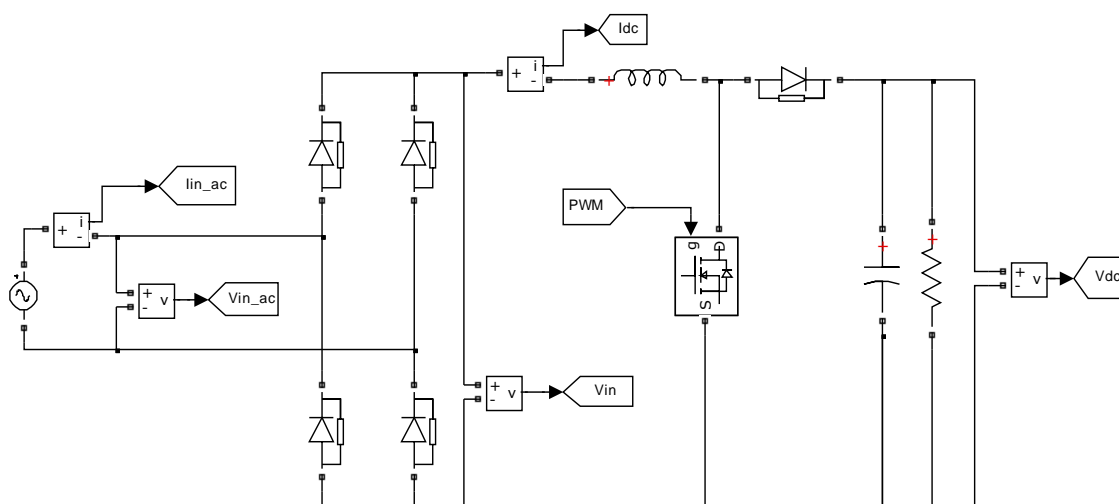 Idc
i
+
-
+
Iin_ac
i
+
-
PWM
g
D
S
+
+
+
-
v
Vdc
+
-
v
Vin_ac
+
-
v
Vin